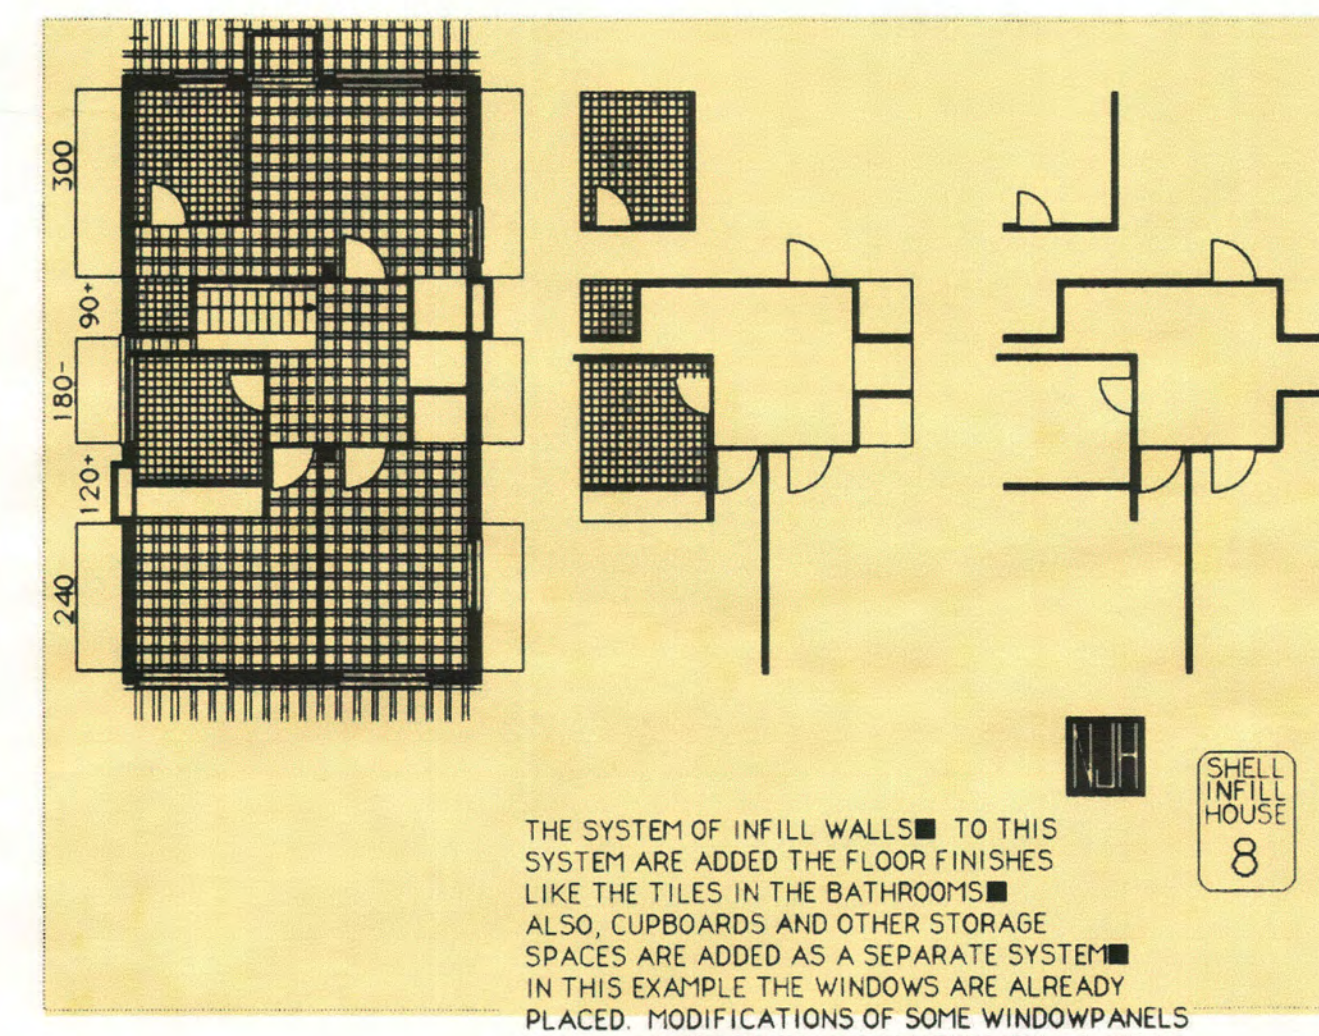 300
90+
180-
120+
240
NJH
SHELL
INFILL
HOUSE
8
THE SYSTEM OF INFILL WALLS■ TO THIS
SYSTEM ARE ADDED THE FLOOR FINISHES
LIKE THE TILES IN THE BATHROOMS■
ALSO, CUPBOARDS AND OTHER STORAGE
SPACES ARE ADDED AS A SEPARATE SYSTEM■
IN THIS EXAMPLE THE WINDOWS ARE ALREADY
PLACED. MODIFICATIONS OF SOME WINDOWPANELS